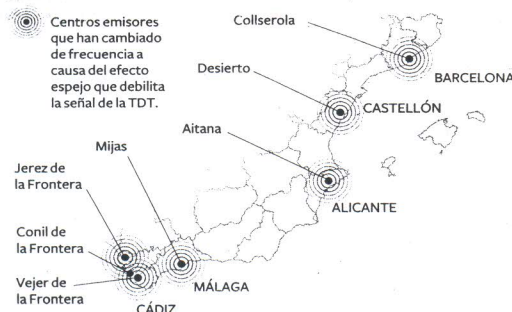 Centros emisores
que han cambiado
de frecuencia a
causa del efecto
espejo que debilita
la señal de la TDT.
Collserola
BARCELONA
Desierto
CASTELLÓN
Aitana
ALICANTE
Mijas
MÁLAGA
Jerez de
la Frontera
Conil de
la Frontera
Vejer de
la Frontera
CÁDIZ